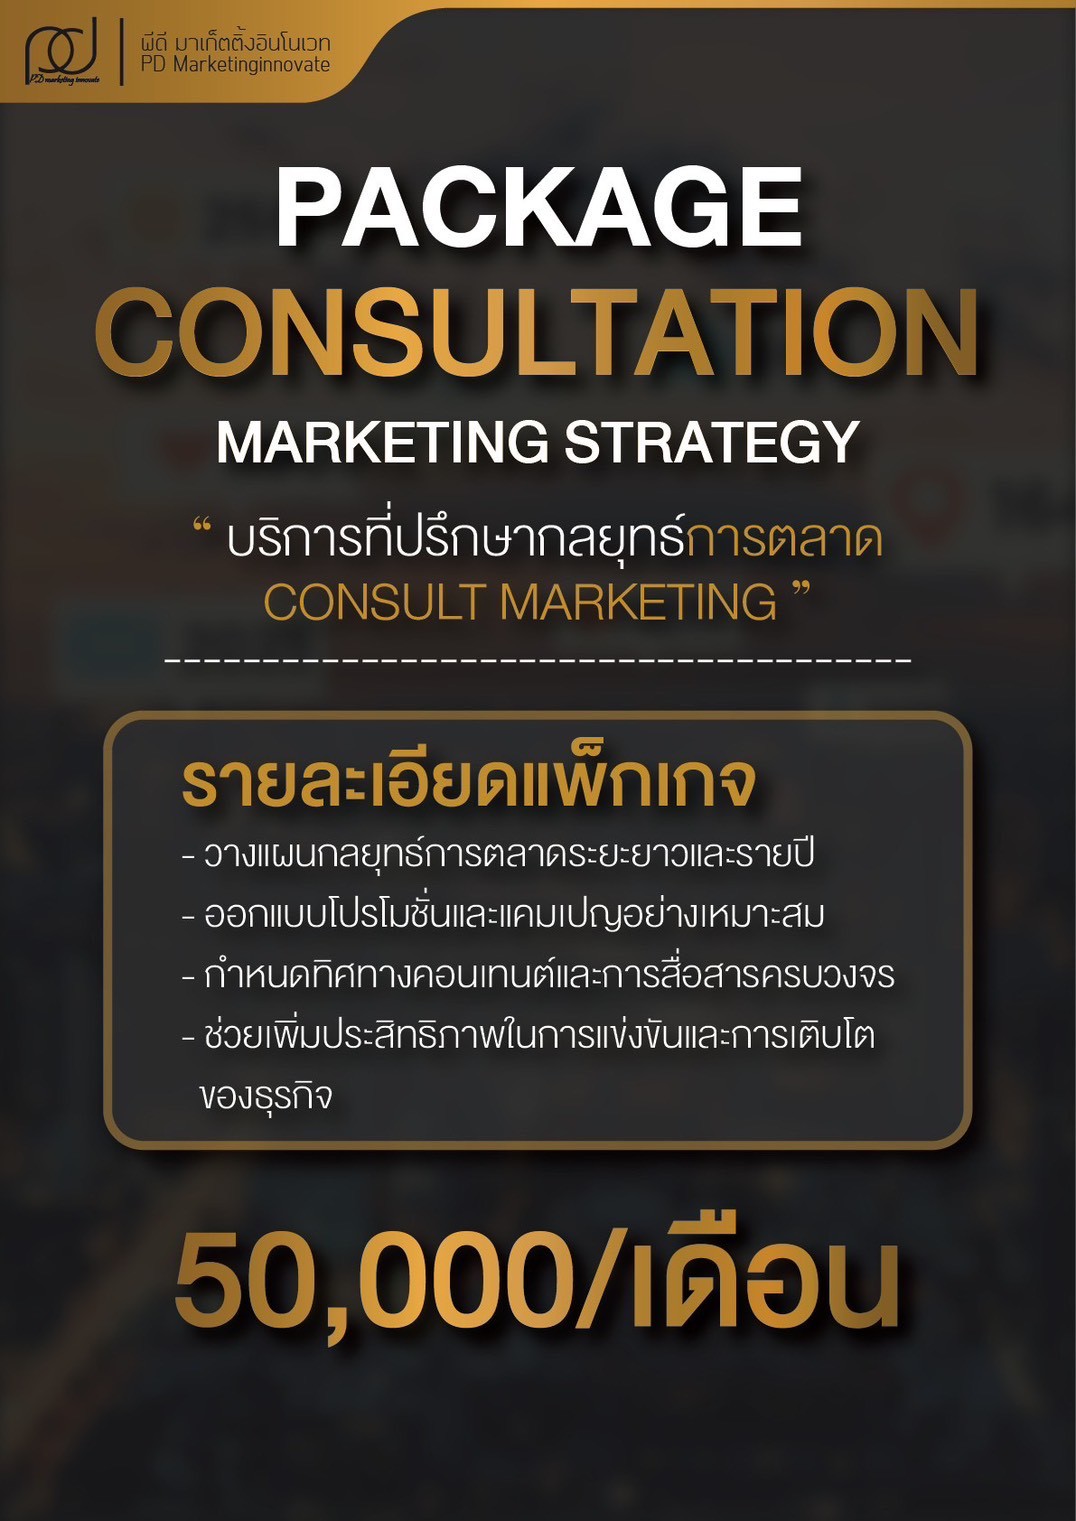 pd
P.D marketing innovate
พีดี มาเก็ตติ้งอินโนเวท
PD Marketinginnovate
PACKAGE
CONSULTATION
MARKETING STRATEGY
“ บริการที่ปรึกษากลยุทธ์การตลาด
CONSULT MARKETING ”
รายละเอียดแพ็กเกจ
- วางแผนกลยุทธ์การตลาดระยะยาวและรายปี
- ออกแบบโปรโมชั่นและแคมเปญอย่างเหมาะสม
- กำหนดทิศทางคอนเทนต์และการสื่อสารครบวงจร
- ช่วยเพิ่มประสิทธิภาพในการแข่งขันและการเติบโต
ของธุรกิจ
50,000/เดือน